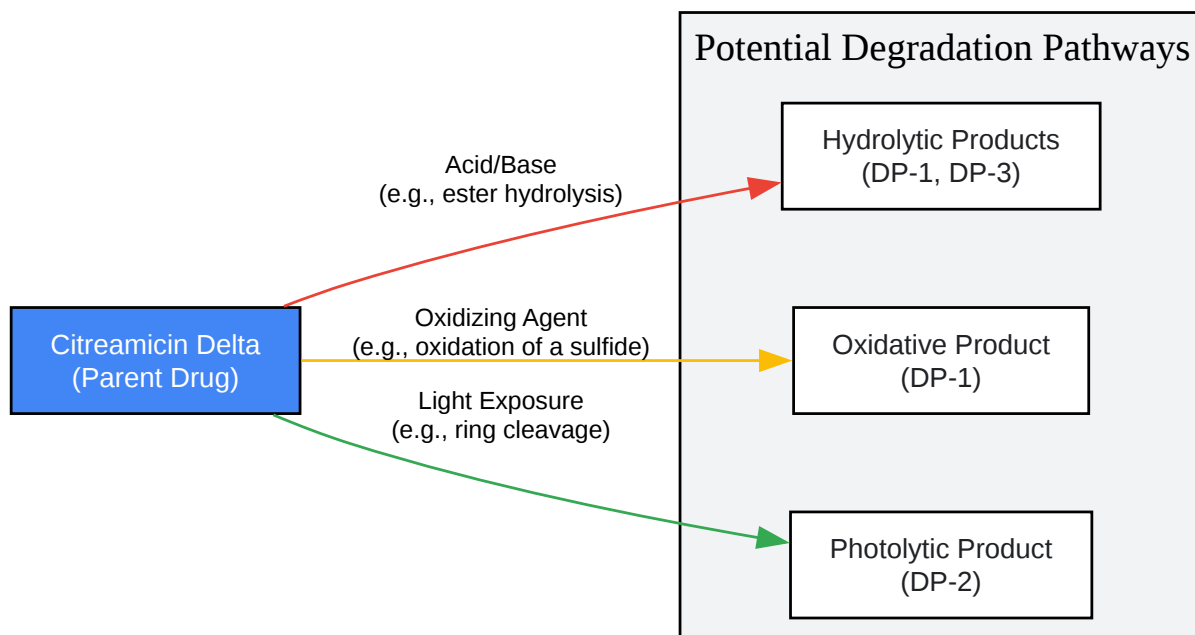 Potential Degradation Pathways
Acid/Base
(e.g., ester hydrolysis)
Hydrolytic Products
(DP-1, DP-3)
Citreamicin Delta
(Parent Drug)
Oxidizing Agent
(e.g., oxidation of a sulfide)
Oxidative Product
(DP-1)
Light Exposure
(e.g., ring cleavage)
Photolytic Product
(DP-2)